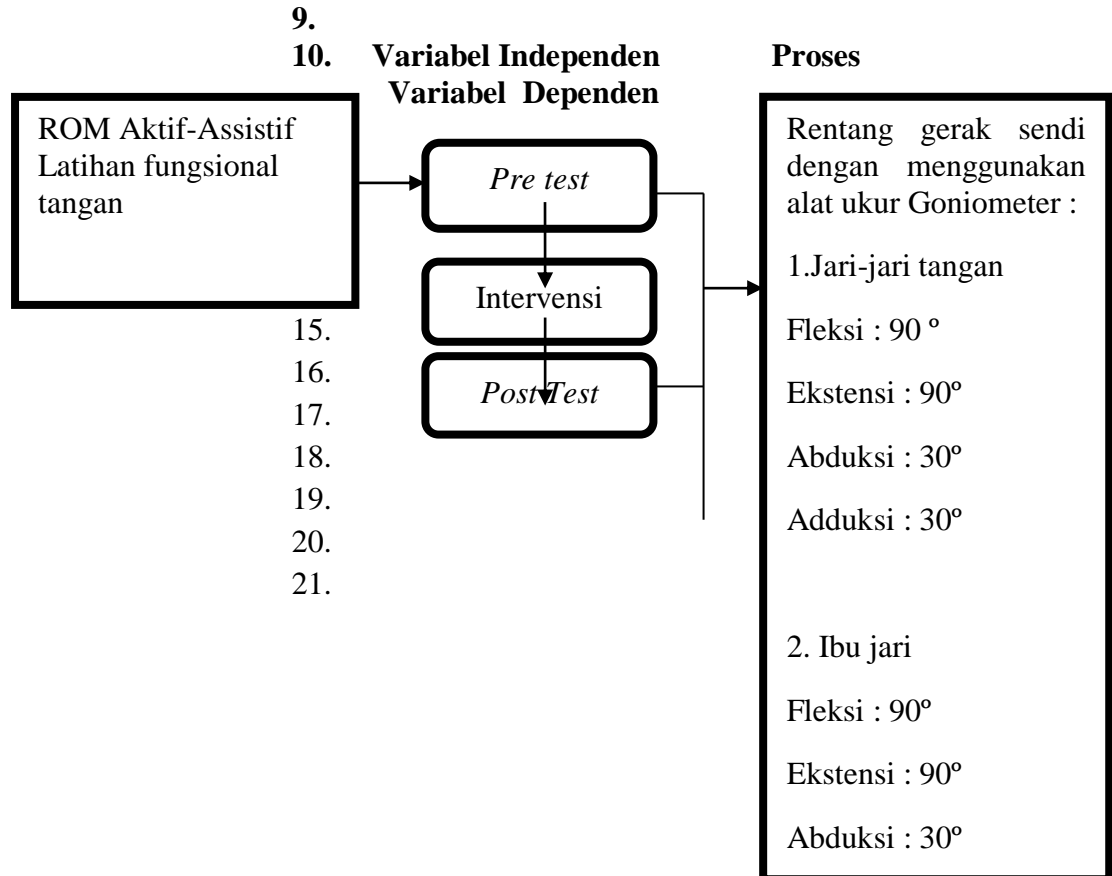 9.
10. Variabel Independen Proses
Variabel Dependen
ROM Aktif-Assistif
Latihan fungsional
tangan
Pre test
Intervensi
Post Test
15.
16.
17.
18.
19.
20.
21.
Rentang gerak sendi
dengan menggunakan
alat ukur Goniometer :
1.Jari-jari tangan
Fleksi : 90 º
Ekstensi : 90º
Abduksi : 30º
Adduksi : 30º
2. Ibu jari
Fleksi : 90º
Ekstensi : 90º
Abduksi : 30º